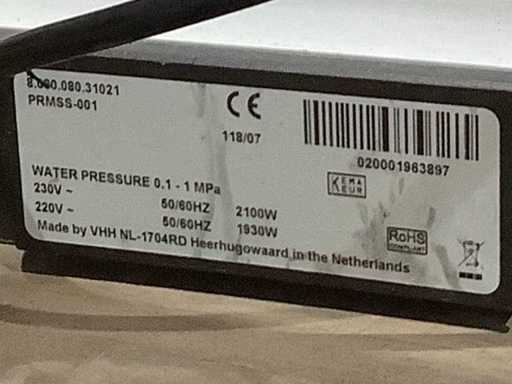 8.000.080.31021
PRMSS-001
CE
118/07
020001963897
WATER PRESSURE 0.1 - 1 MPa
KEMA
KEUR
230V ~ 50/60HZ 2100W
220V ~ 50/60HZ 1930W
RoHS
COMPLIANT
Made by VHH NL-1704RD Heerhugowaard in the Netherlands